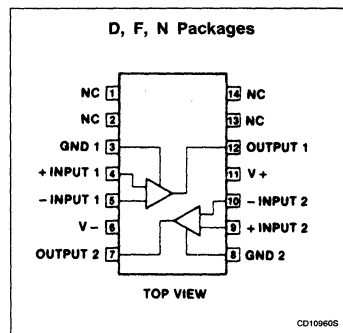 D, F, N Packages
NC 1
14 NC
NC 2
13 NC
GND 1 3
12 OUTPUT 1
+ INPUT 1 4
11 V +
− INPUT 1 5
10 − INPUT 2
V − 6
9 + INPUT 2
OUTPUT 2 7
8 GND 2
TOP VIEW
CD10960S